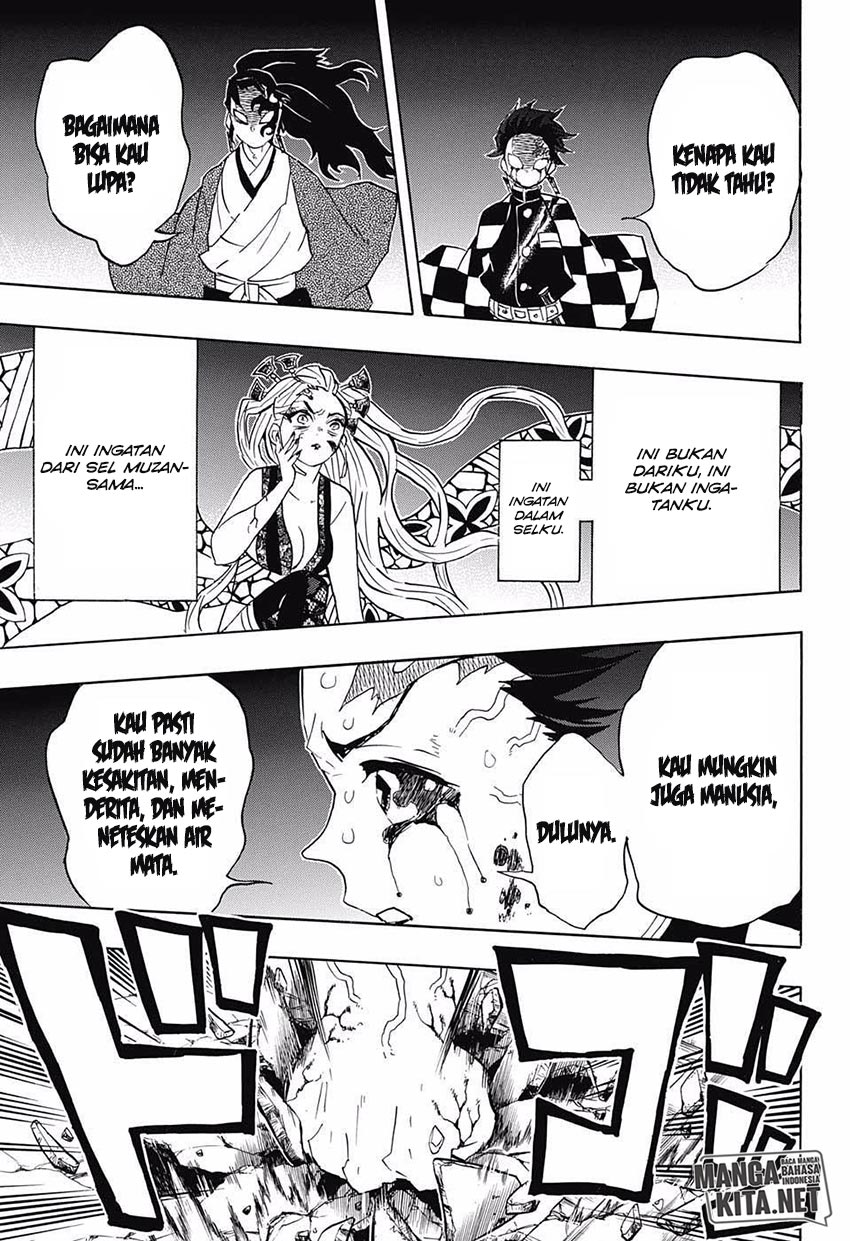 KENAPA KAU
TIDAK TAHU?
BAGAIMANA
BISA KAU
LUPA?
INI BUKAN
DARIKU, INI
BUKAN INGA-
TANKU.
INI
INGATAN
DALAM
SELKU.
INI INGATAN
DARI SEL MUZAN-
SAMA...
KAU MUNGKIN
JUGA MANUSIA,
DULUNYA.
KAU PASTI
SUDAH BANYAK
KESAKITAN, MEN-
DERITA, DAN ME-
NETESKAN AIR
MATA.
ドゴ
MANGA
KITA.NET
BACA MANGA
BAHASA
INDONESIA